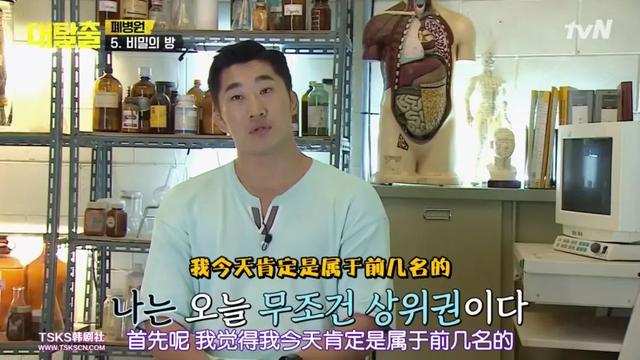 대탈출
폐병원
5. 비밀의 방
tvN
我今天肯定是属于前几名的
나는 오늘 무조건 상위권이다
TSKS韩剧社
WWW.TSKSCN.COM
首先呢 我觉得我今天肯定是属于前几名的